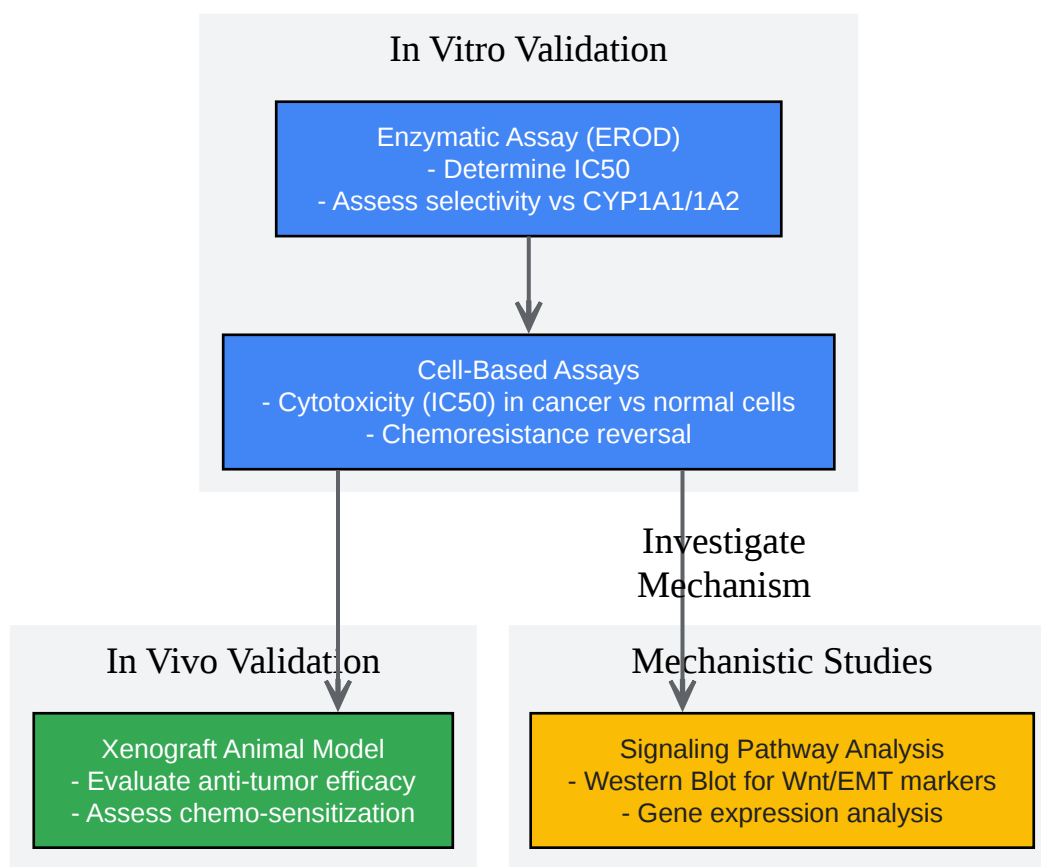 In Vitro Validation
Enzymatic Assay (EROD)
- Determine IC50
- Assess selectivity vs CYP1A1/1A2
Cell-Based Assays
- Cytotoxicity (IC50) in cancer vs normal cells
- Chemoresistance reversal
Investigate
Mechanism
In Vivo Validation
Xenograft Animal Model
- Evaluate anti-tumor efficacy
- Assess chemo-sensitization
Mechanistic Studies
Signaling Pathway Analysis
- Western Blot for Wnt/EMT markers
- Gene expression analysis